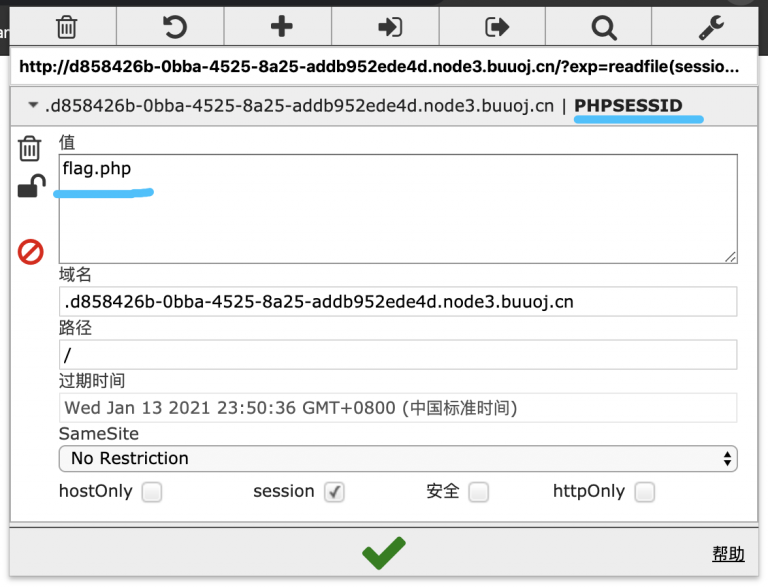 http://d858426b-0bba-4525-8a25-addb952ede4d.node3.buuoj.cn/?exp=readfile(sessio...
.d858426b-0bba-4525-8a25-addb952ede4d.node3.buuoj.cn | PHPSESSID
值
flag.php
域名
.d858426b-0bba-4525-8a25-addb952ede4d.node3.buuoj.cn
路径
/
过期时间
Wed Jan 13 2021 23:50:36 GMT+0800 (中国标准时间)
SameSite
No Restriction
hostOnly session 安全 httpOnly
帮助